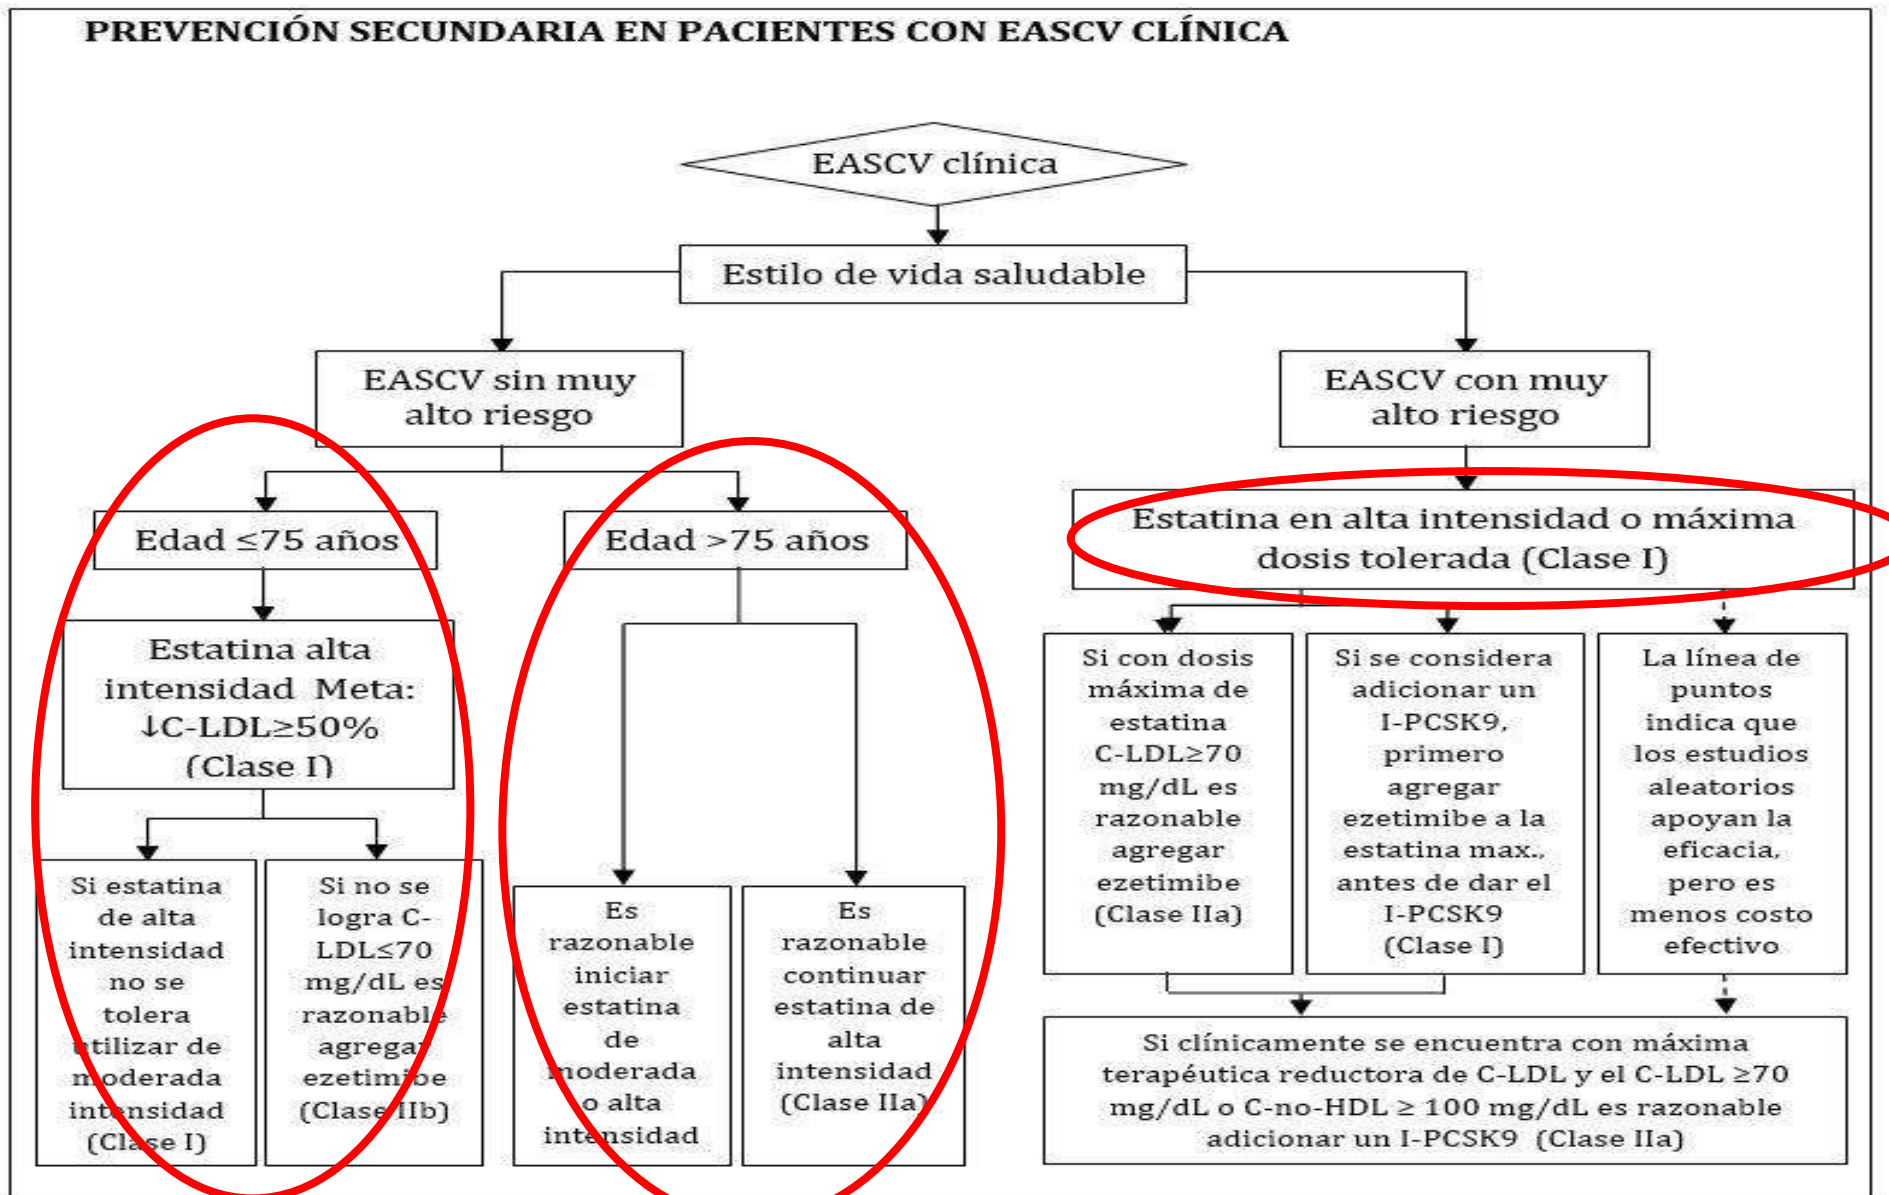 PREVENCIÓN SECUNDARIA EN PACIENTES CON EASCV CLÍNICA
EASCV clínica
Estilo de vida saludable
EASCV sin muy
alto riesgo
EASCV con muy
alto riesgo
Edad ≤75 años
Edad >75 años
Estatina en alta intensidad o máxima
dosis tolerada (Clase I)
Estatina alta
intensidad Meta:
↓C-LDL≥50%
(Clase I)
Si estatina
de alta
intensidad
no se
tolera
utilizar de
moderada
intensidad
(Clase I)
Si no se
logra C-
LDL≤70
mg/dL es
razonable
agregar
ezetimibe
(Clase IIb)
Es
razonable
iniciar
estatina
de
moderada
o alta
intensidad
Es
razonable
continuar
estatina de
alta
intensidad
(Clase IIa)
Si con dosis
máxima de
estatina
C-LDL≥70
mg/dL es
razonable
agregar
ezetimibe
(Clase IIa)
Si se considera
adicionar un
I-PCSK9,
primero
agregar
ezetimibe a la
estatina max.,
antes de dar el
I-PCSK9
(Clase I)
La línea de
puntos
indica que
los estudios
aleatorios
apoyan la
eficacia,
pero es
menos costo
efectivo
Si clínicamente se encuentra con máxima
terapéutica reductora de C-LDL y el C-LDL ≥70
mg/dL o C-no-HDL ≥ 100 mg/dL es razonable
adicionar un I-PCSK9 (Clase IIa)